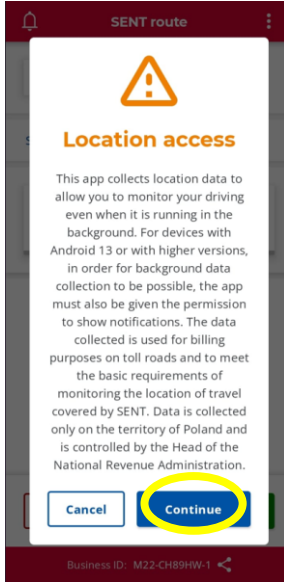 SENT route
S
Location access
This app collects location data to
allow you to monitor your driving
even when it is running in the
background. For devices with
Android 13 or with higher versions,
in order for background data
collection to be possible, the app
must also be given the permission
to show notifications. The data
collected is used for billing
purposes on toll roads and to meet
the basic requirements of
monitoring the location of travel
covered by SENT. Data is collected
only on the territory of Poland and
is controlled by the Head of the
National Revenue Administration.
Cancel Continue
Business ID: M22-CH89HW-1